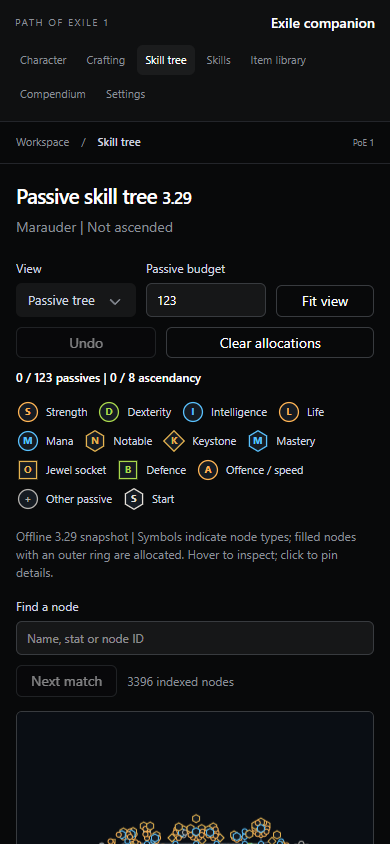 PATH OF EXILE 1
Exile companion
Character Crafting Skill tree Skills Item library
Compendium Settings
Workspace / Skill tree
PoE 1
Passive skill tree 3.29
Marauder | Not ascended
View
Passive budget
Passive tree
123
Fit view
Undo
Clear allocations
0 / 123 passives | 0 / 8 ascendancy
S Strength D Dexterity I Intelligence L Life
M Mana N Notable K Keystone M Mastery
O Jewel socket B Defence A Offence / speed
+ Other passive S Start
Offline 3.29 snapshot | Symbols indicate node types; filled nodes
with an outer ring are allocated. Hover to inspect; click to pin
details.
Find a node
Name, stat or node ID
Next match
3396 indexed nodes